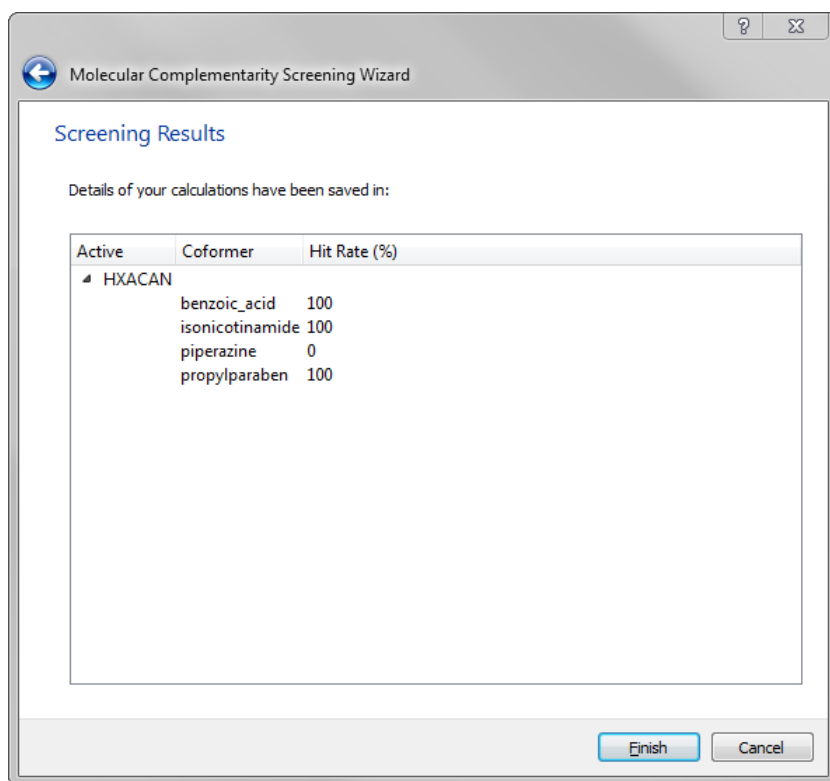 Molecular Complementarity Screening Wizard
Screening Results
Details of your calculations have been saved in:
Active Coformer Hit Rate (%)
HXACAN
benzoic_acid 100
isonicotinamide 100
piperazine 0
propylparaben 100
Finish Cancel